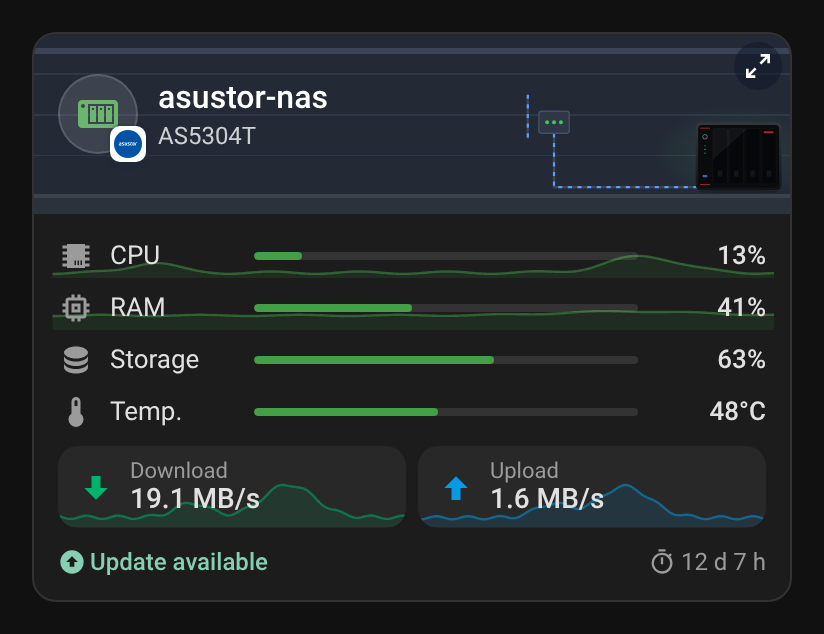 asustor-nas
asustor
AS5304T
CPU 13%
RAM 41%
Storage 63%
Temp. 48°C
Download
19.1 MB/s
Upload
1.6 MB/s
Update available
12 d 7 h